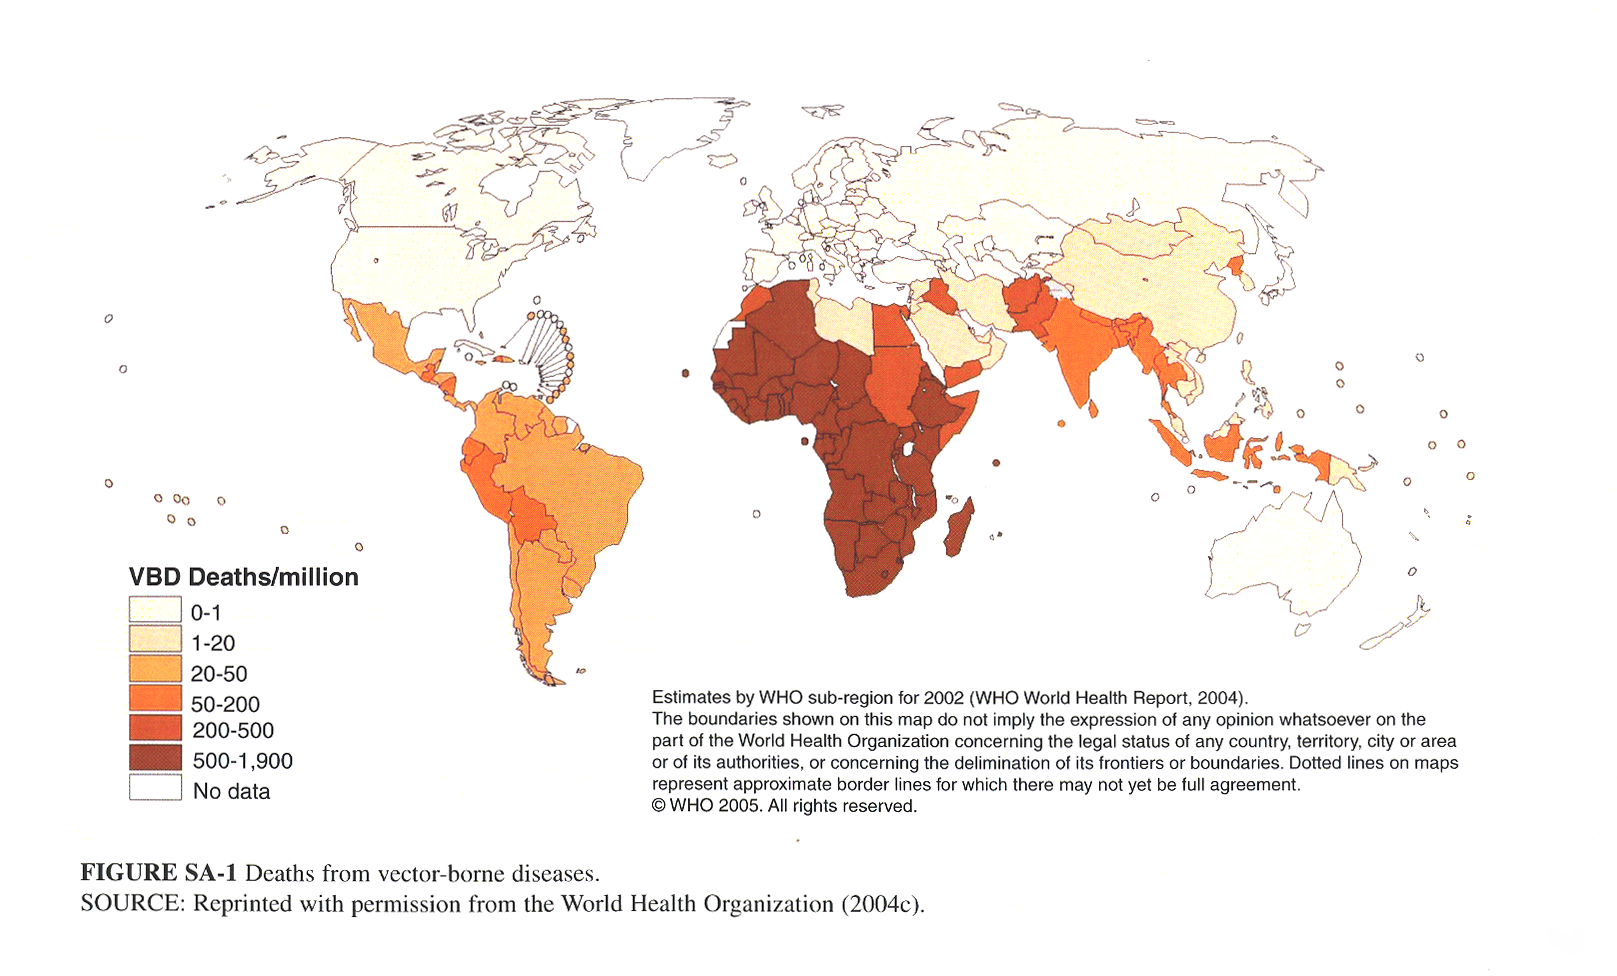 VBD Deaths/million
0-1
1-20
20-50
50-200
200-500
500-1,900
No data
Estimates by WHO sub-region for 2002 (WHO World Health Report, 2004).
The boundaries shown on this map do not imply the expression of any opinion whatsoever on the
part of the World Health Organization concerning the legal status of any country, territory, city or area
or of its authorities, or concerning the delimination of its frontiers or boundaries. Dotted lines on maps
represent approximate border lines for which there may not yet be full agreement.
© WHO 2005. All rights reserved.
FIGURE SA-1 Deaths from vector-borne diseases.
SOURCE: Reprinted with permission from the World Health Organization (2004c).